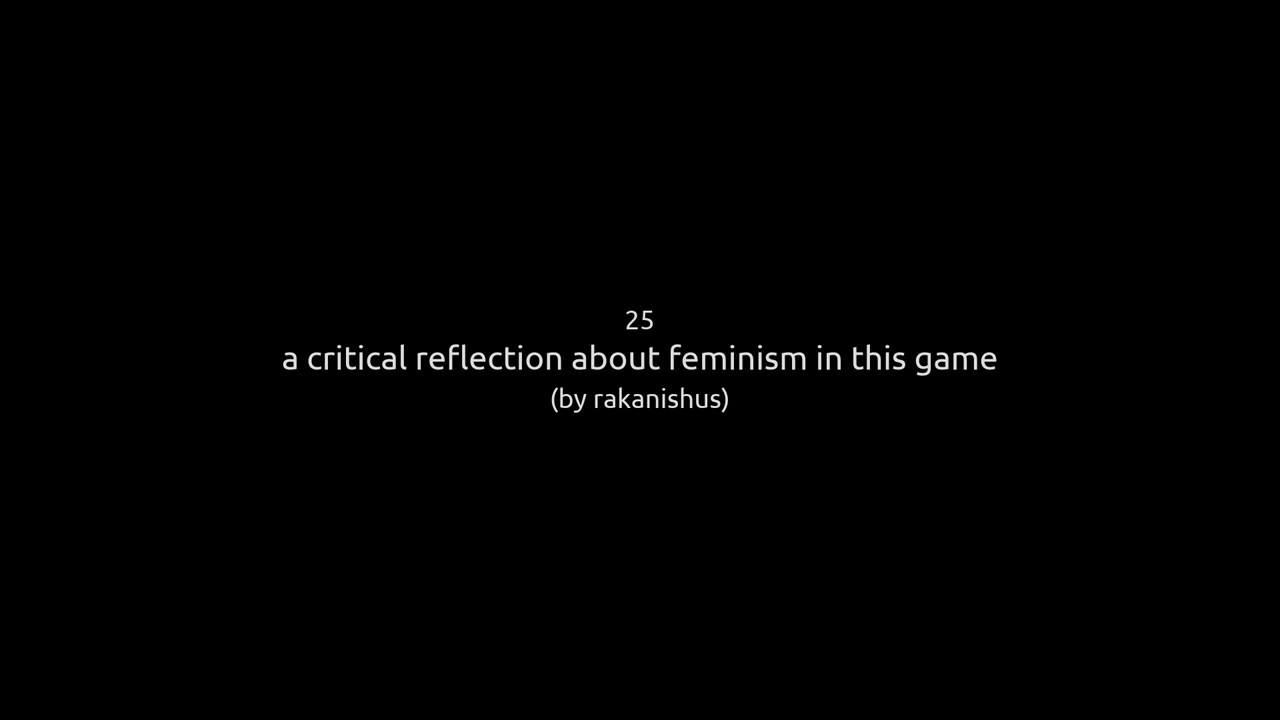 25
a critical reflection about feminism in this game
(by rakanishus)